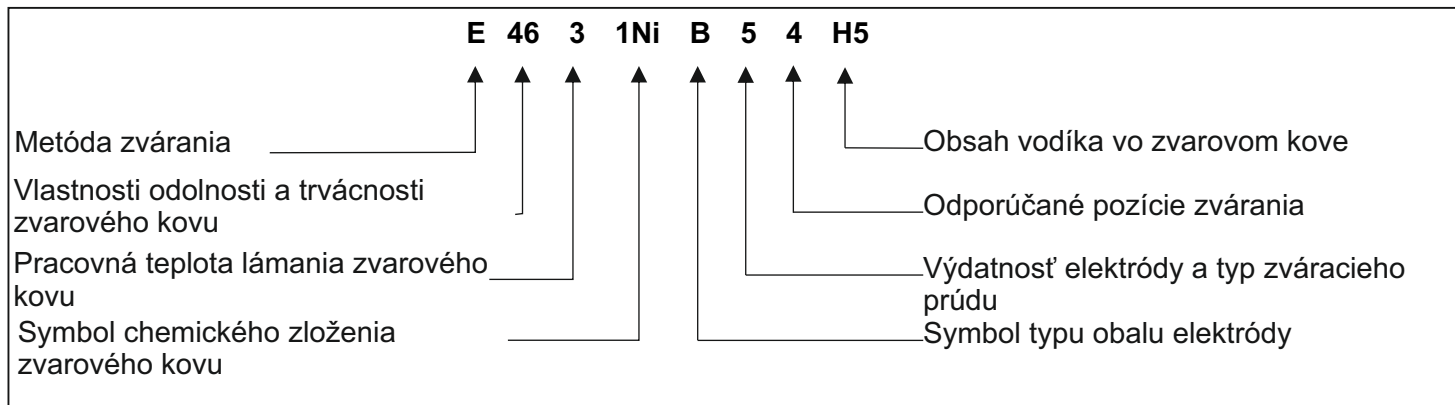 E 46 3 1Ni B 5 4 H5
Metóda zvárania
Vlastnosti odolnosti a trvácnosti
zvarového kovu
Pracovná teplota lámania zvarového
kovu
Symbol chemického zloženia
zvarového kovu
Obsah vodíka vo zvarovom kove
Odporúčané pozície zvárania
Výdatnosť elektródy a typ zváracieho
prúdu
Symbol typu obalu elektródy